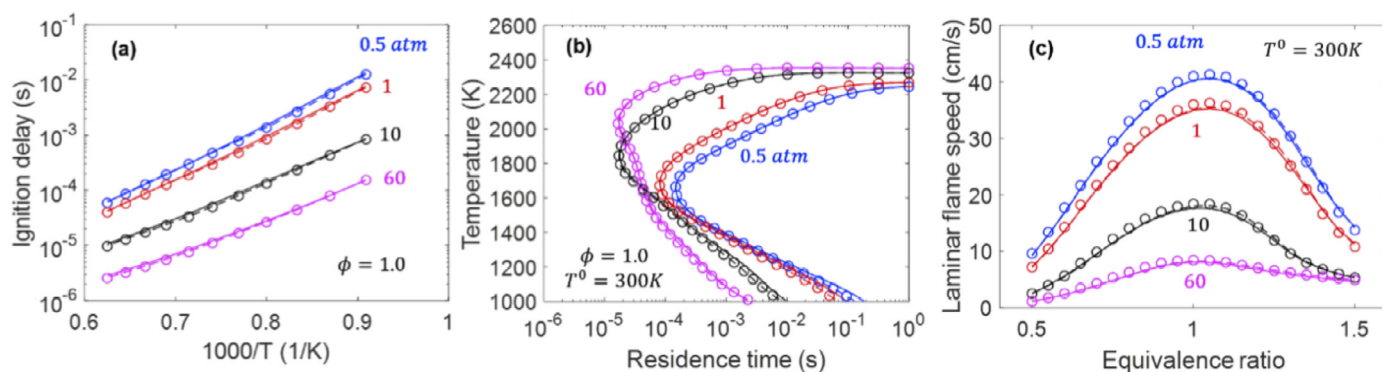 (a)
0.5 atm
1
10
60
ϕ = 1.0
10⁻¹
10⁻²
10⁻³
10⁻⁴
10⁻⁵
10⁻⁶
Ignition delay (s)
0.6 0.7 0.8 0.9 1
1000/T (1/K)
(b)
60
10
1
0.5 atm
ϕ = 1.0
T⁰ = 300K
2600
2400
2200
2000
1800
1600
1400
1200
1000
Temperature (K)
10⁻⁶ 10⁻⁵ 10⁻⁴ 10⁻³ 10⁻² 10⁻¹ 10⁰
Residence time (s)
(c)
0.5 atm
T⁰ = 300K
1
10
60
50
40
30
20
10
0
Laminar flame speed (cm/s)
0.5 1 1.5
Equivalence ratio